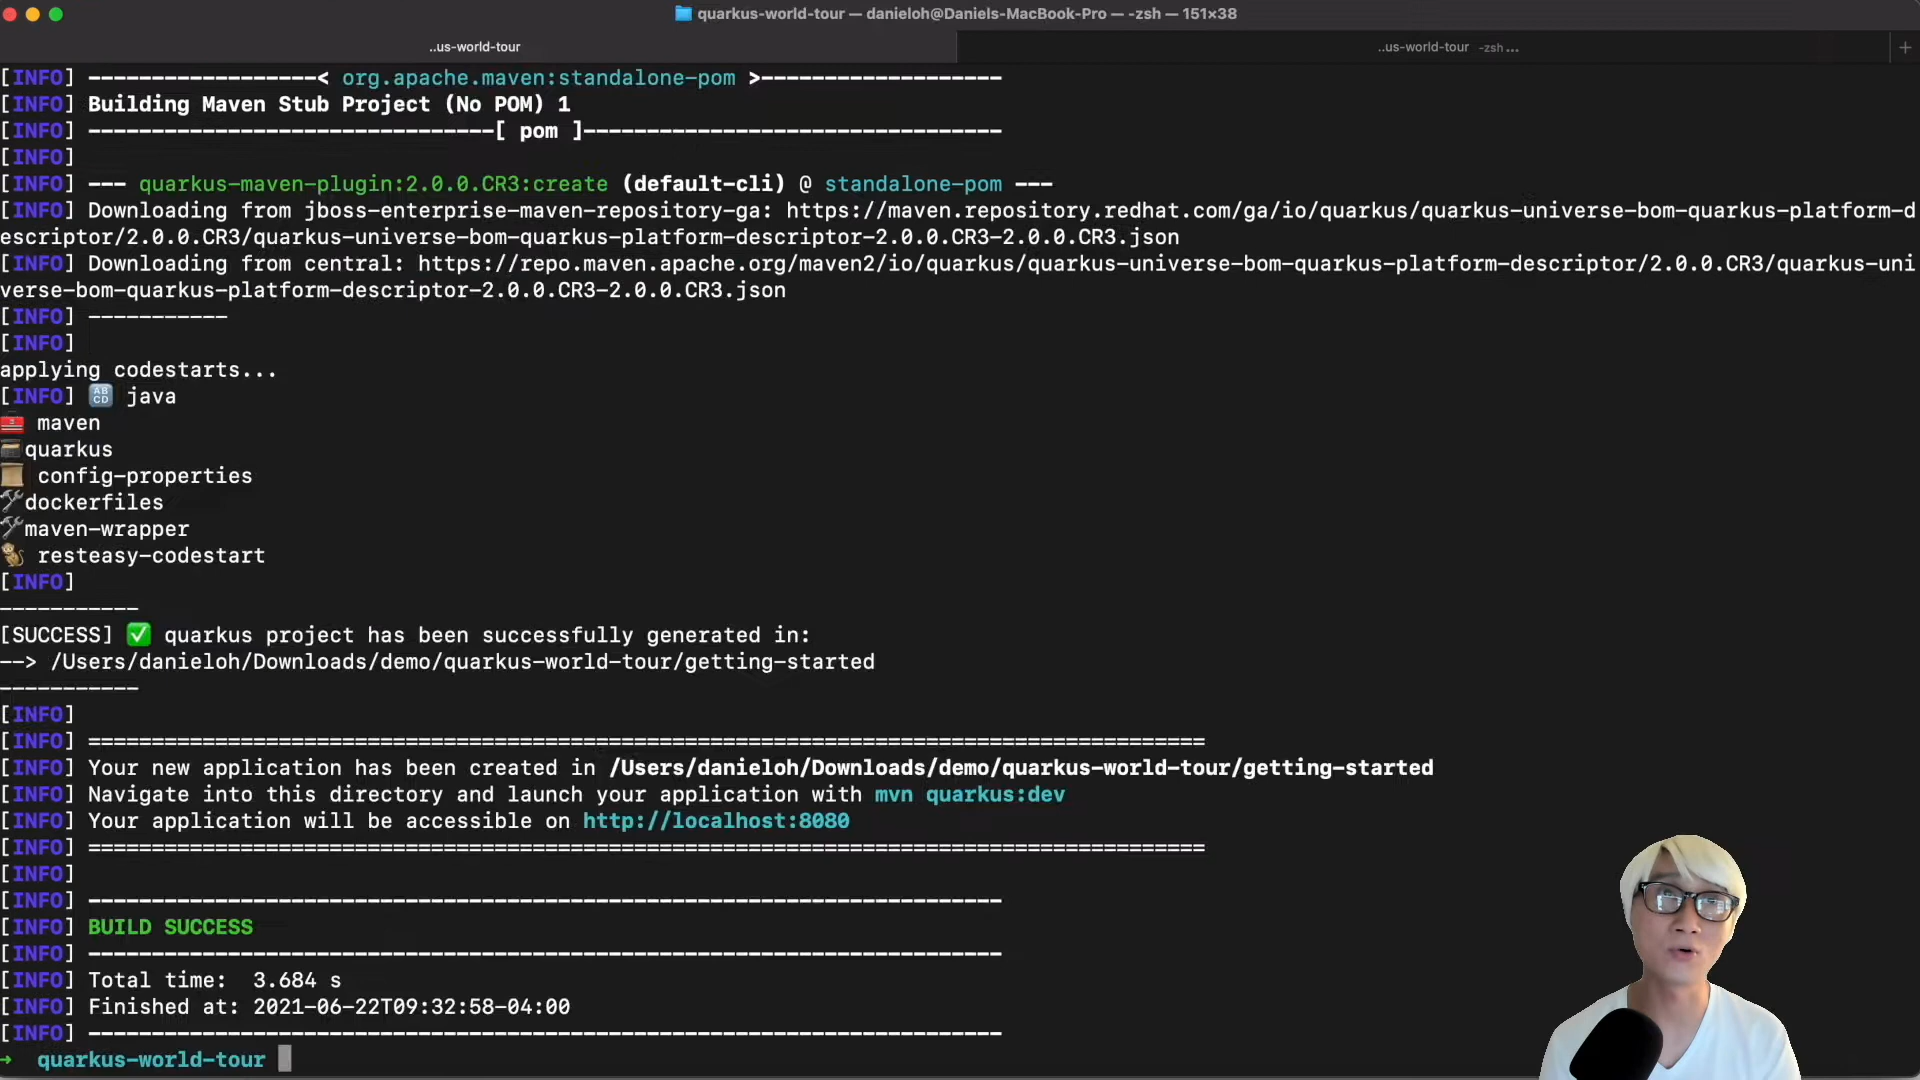 quarkus-world-tour — danieloh@Daniels-MacBook-Pro — -zsh — 151×38
..us-world-tour
..us-world-tour -zsh ...
+
[INFO] ------------------< org.apache.maven:standalone-pom >-------------------
[INFO] Building Maven Stub Project (No POM) 1
[INFO] --------------------------------[ pom ]---------------------------------
[INFO]
[INFO] --- quarkus-maven-plugin:2.0.0.CR3:create (default-cli) @ standalone-pom ---
[INFO] Downloading from jboss-enterprise-maven-repository-ga: https://maven.repository.redhat.com/ga/io/quarkus/quarkus-universe-bom-quarkus-platform-d
escriptor/2.0.0.CR3/quarkus-universe-bom-quarkus-platform-descriptor-2.0.0.CR3-2.0.0.CR3.json
[INFO] Downloading from central: https://repo.maven.apache.org/maven2/io/quarkus/quarkus-universe-bom-quarkus-platform-descriptor/2.0.0.CR3/quarkus-uni
verse-bom-quarkus-platform-descriptor-2.0.0.CR3-2.0.0.CR3.json
[INFO] -----------
[INFO]
applying codestarts...
[INFO] 🔠 java
🧰 maven
🗃quarkus
📜 config-properties
🛠dockerfiles
🛠maven-wrapper
🐒 resteasy-codestart
[INFO]
-----------
[SUCCESS] ✅ quarkus project has been successfully generated in:
--> /Users/danieloh/Downloads/demo/quarkus-world-tour/getting-started
-----------
[INFO]
[INFO] ========================================================================================
[INFO] Your new application has been created in /Users/danieloh/Downloads/demo/quarkus-world-tour/getting-started
[INFO] Navigate into this directory and launch your application with mvn quarkus:dev
[INFO] Your application will be accessible on http://localhost:8080
[INFO] ========================================================================================
[INFO]
[INFO] ------------------------------------------------------------------------
[INFO] BUILD SUCCESS
[INFO] ------------------------------------------------------------------------
[INFO] Total time:  3.684 s
[INFO] Finished at: 2021-06-22T09:32:58-04:00
[INFO] ------------------------------------------------------------------------
→ quarkus-world-tour